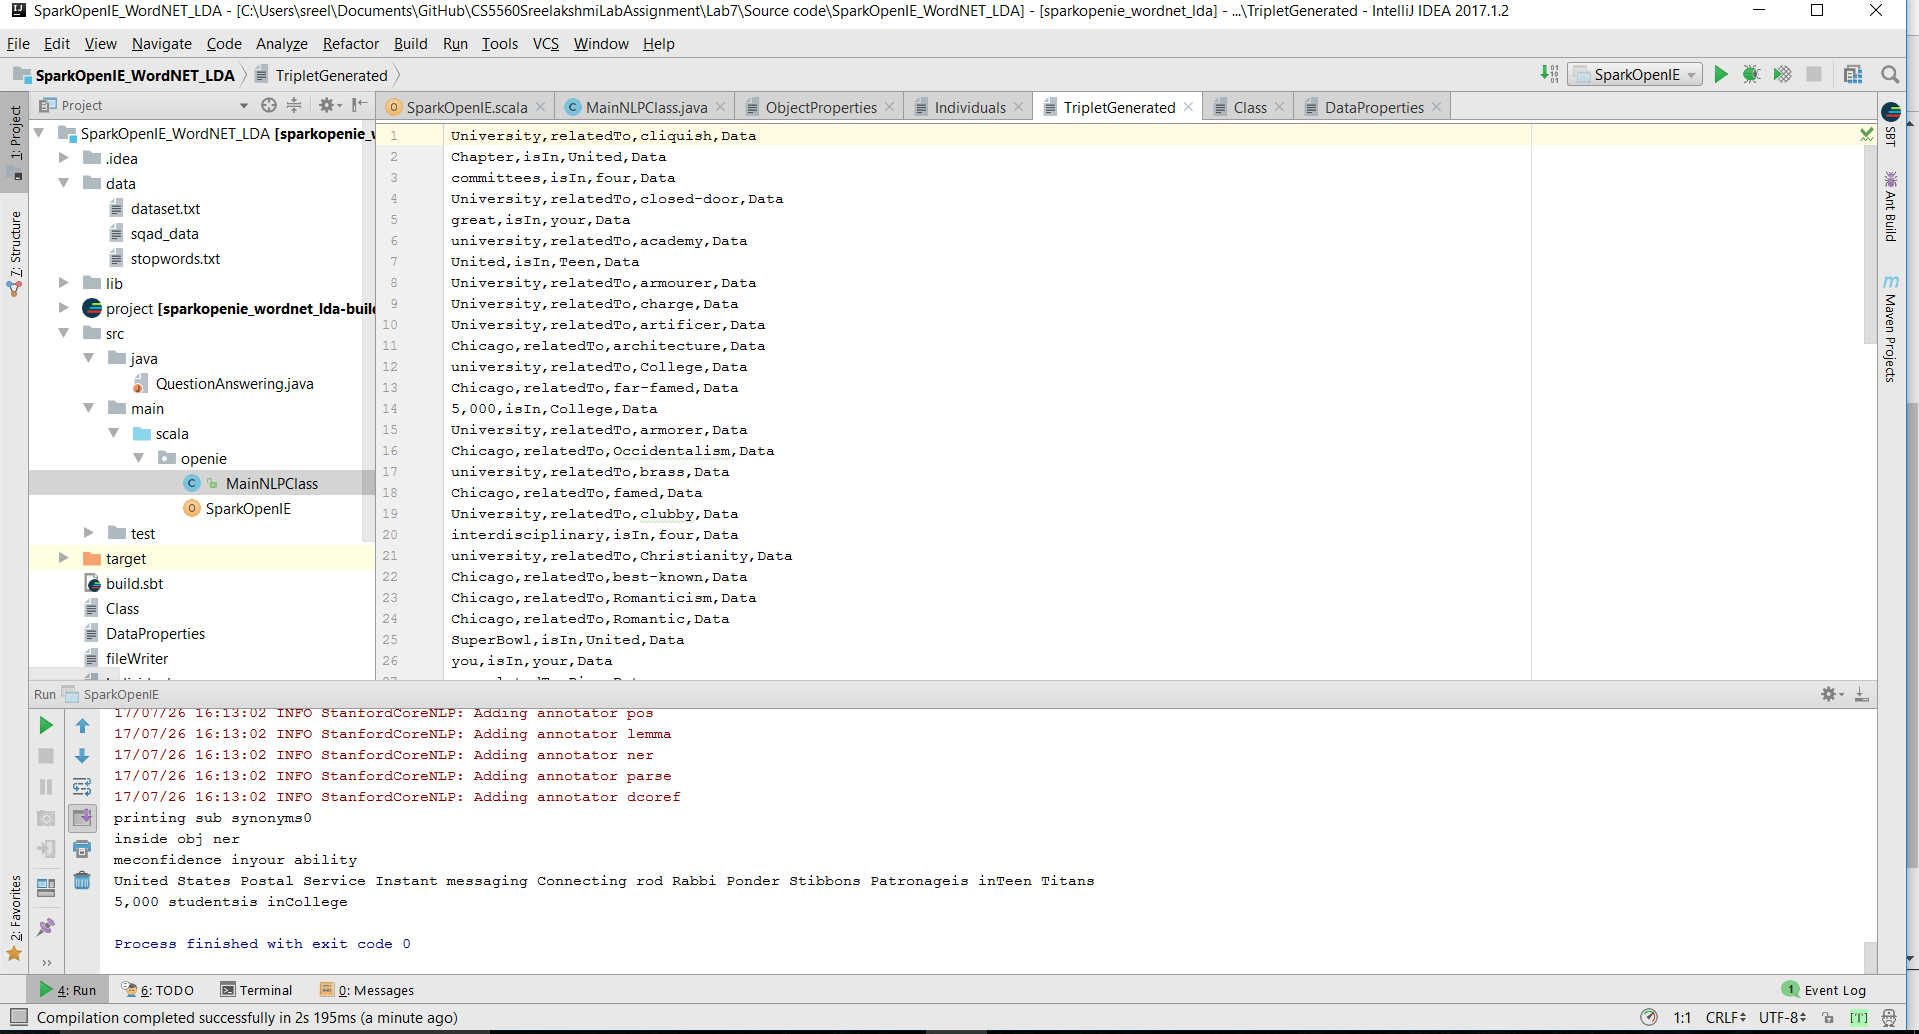 SparkOpenIE_WordNET_LDA - [C:\Users\sreel\Documents\GitHub\CS5560SreelakshmiLabAssignment\Lab7\Source code\SparkOpenIE_WordNET_LDA] - [sparkopenie_wordnet_lda] - ...\TripletGenerated - IntelliJ IDEA 2017.1.2
File Edit View Navigate Code Analyze Refactor Build Run Tools VCS Window Help
SparkOpenIE_WordNET_LDA TripletGenerated SparkOpenIE
Project
SparkOpenIE.scala MainNLPClass.java ObjectProperties Individuals TripletGenerated Class DataProperties
1: Project
7: Structure
2: Favorites
SparkOpenIE_WordNET_LDA [sparkopenie_w
.idea
data
dataset.txt
sqad_data
stopwords.txt
lib
project [sparkopenie_wordnet_lda-build
src
java
QuestionAnswering.java
main
scala
openie
MainNLPClass
SparkOpenIE
test
target
build.sbt
Class
DataProperties
fileWriter
1 University,relatedTo,cliquish,Data
2 Chapter,isIn,United,Data
3 committees,isIn,four,Data
4 University,relatedTo,closed-door,Data
5 great,isIn,your,Data
6 university,relatedTo,academy,Data
7 United,isIn,Teen,Data
8 University,relatedTo,armourer,Data
9 University,relatedTo,charge,Data
10 University,relatedTo,artificer,Data
11 Chicago,relatedTo,architecture,Data
12 university,relatedTo,College,Data
13 Chicago,relatedTo,far-famed,Data
14 5,000,isIn,College,Data
15 University,relatedTo,armorer,Data
16 Chicago,relatedTo,Occidentalism,Data
17 university,relatedTo,brass,Data
18 Chicago,relatedTo,famed,Data
19 University,relatedTo,clubby,Data
20 interdisciplinary,isIn,four,Data
21 university,relatedTo,Christianity,Data
22 Chicago,relatedTo,best-known,Data
23 Chicago,relatedTo,Romanticism,Data
24 Chicago,relatedTo,Romantic,Data
25 SuperBowl,isIn,United,Data
26 you,isIn,your,Data
SBT
Ant Build
Maven Projects
Run SparkOpenIE
17/07/26 16:13:02 INFO StanfordCoreNLP: Adding annotator pos
17/07/26 16:13:02 INFO StanfordCoreNLP: Adding annotator lemma
17/07/26 16:13:02 INFO StanfordCoreNLP: Adding annotator ner
17/07/26 16:13:02 INFO StanfordCoreNLP: Adding annotator parse
17/07/26 16:13:02 INFO StanfordCoreNLP: Adding annotator dcoref
printing sub synonyms0
inside obj ner
meconfidence inyour ability
United States Postal Service Instant messaging Connecting rod Rabbi Ponder Stibbons Patronageis inTeen Titans
5,000 studentsis inCollege
Process finished with exit code 0
4: Run 6: TODO Terminal 0: Messages 1 Event Log
Compilation completed successfully in 2s 195ms (a minute ago) 1:1 CRLF UTF-8 [T]